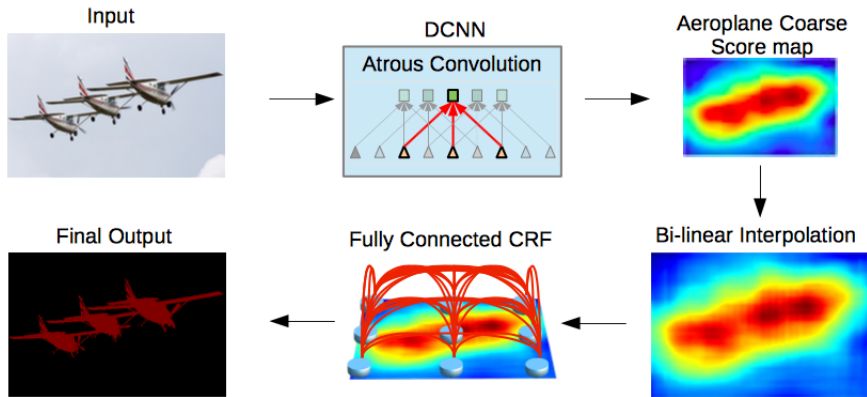 Input
DCNN
Atrous Convolution
Aeroplane Coarse
Score map
Bi-linear Interpolation
Fully Connected CRF
Final Output